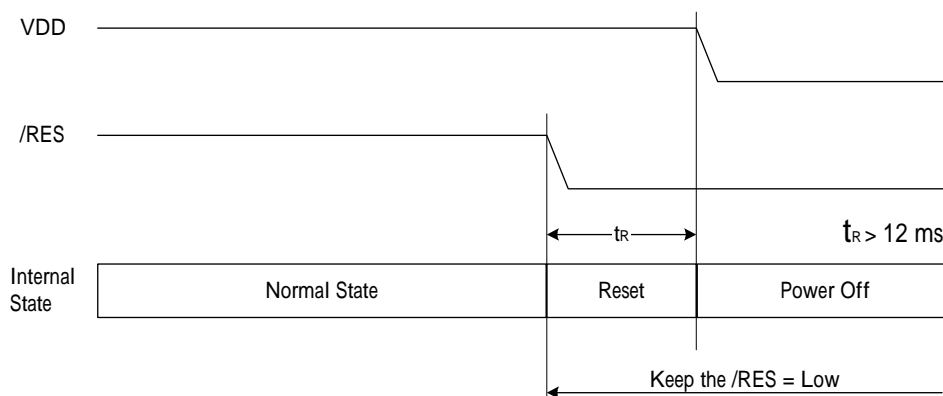 VDD
/RES
tR
tR > 12 ms
Internal
State
Normal State
Reset
Power Off
Keep the /RES = Low